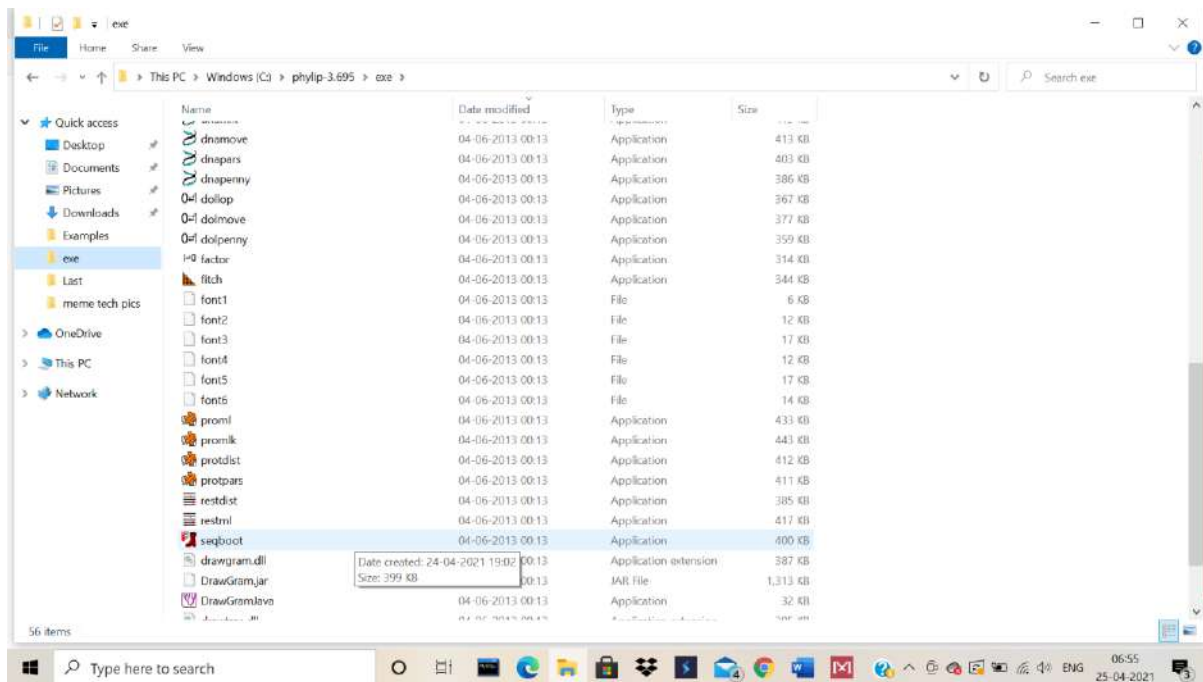 exe
File Home Share View
This PC > Windows (C:) > phylip-3.695 > exe >
Search exe
Name Date modified Type Size
Quick access
Desktop
Documents
Pictures
Downloads
Examples
exe
Last
meme tech pics
OneDrive
This PC
Network
dnamove 04-06-2013 00:13 Application 413 KB
dnapars 04-06-2013 00:13 Application 403 KB
dnapenny 04-06-2013 00:13 Application 386 KB
dollop 04-06-2013 00:13 Application 367 KB
dolmove 04-06-2013 00:13 Application 377 KB
dolpenny 04-06-2013 00:13 Application 359 KB
factor 04-06-2013 00:13 Application 314 KB
fitch 04-06-2013 00:13 Application 344 KB
font1 04-06-2013 00:13 File 6 KB
font2 04-06-2013 00:13 File 12 KB
font3 04-06-2013 00:13 File 17 KB
font4 04-06-2013 00:13 File 12 KB
font5 04-06-2013 00:13 File 17 KB
font6 04-06-2013 00:13 File 14 KB
proml 04-06-2013 00:13 Application 433 KB
promlk 04-06-2013 00:13 Application 443 KB
protdist 04-06-2013 00:13 Application 412 KB
protpars 04-06-2013 00:13 Application 411 KB
restdist 04-06-2013 00:13 Application 385 KB
restml 04-06-2013 00:13 Application 417 KB
seqboot 04-06-2013 00:13 Application 400 KB
drawgram.dll 00:13 Application extension 387 KB
DrawGram.jar 00:13 JAR File 1,313 KB
DrawGramJava 04-06-2013 00:13 Application 32 KB
Date created: 24-04-2021 19:02
Size: 399 KB
56 items
Type here to search
ENG
06:55
25-04-2021